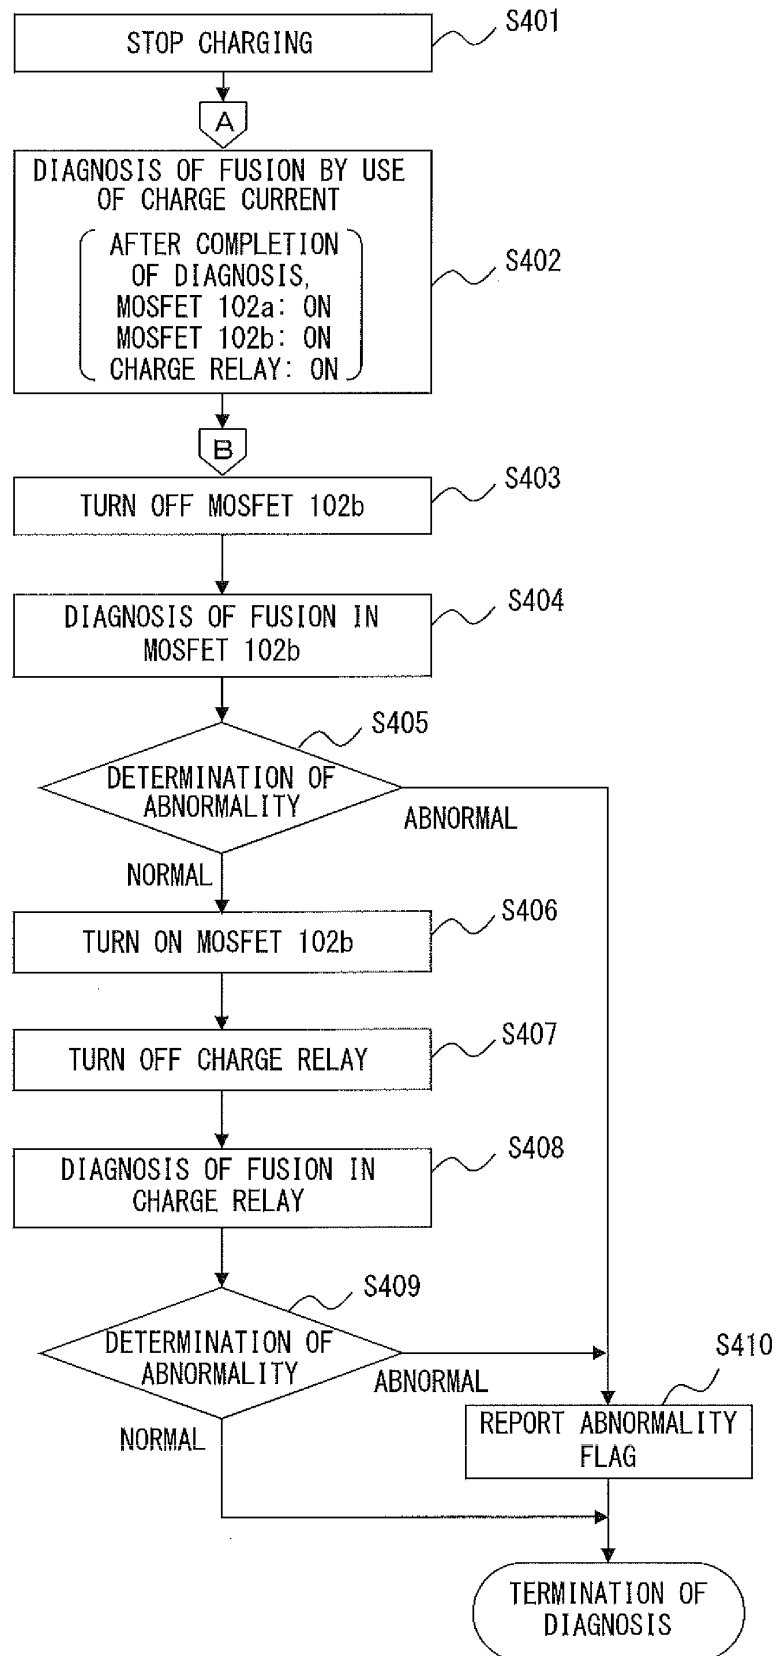 STOP CHARGING
S401
A
DIAGNOSIS OF FUSION BY USE
OF CHARGE CURRENT
AFTER COMPLETION
OF DIAGNOSIS,
MOSFET 102a: ON
MOSFET 102b: ON
CHARGE RELAY: ON
S402
B
TURN OFF MOSFET 102b
S403
DIAGNOSIS OF FUSION IN
MOSFET 102b
S404
DETERMINATION OF
ABNORMALITY
S405
ABNORMAL
NORMAL
TURN ON MOSFET 102b
S406
TURN OFF CHARGE RELAY
S407
DIAGNOSIS OF FUSION IN
CHARGE RELAY
S408
DETERMINATION OF
ABNORMALITY
S409
ABNORMAL
NORMAL
REPORT ABNORMALITY
FLAG
S410
TERMINATION OF
DIAGNOSIS